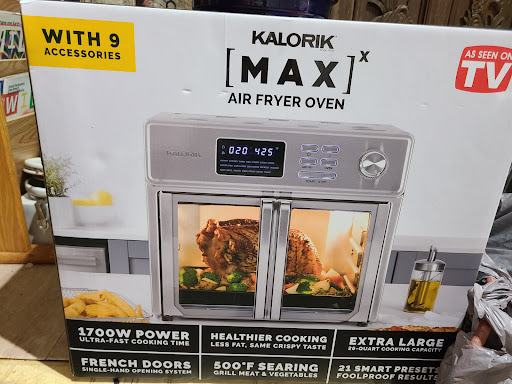 WITH 9
ACCESSORIES
KALORIK
[MAX]X
AIR FRYER OVEN
AS SEEN ON
TV
KALORIK
020 425
1700W POWER
ULTRA-FAST COOKING TIME
HEALTHIER COOKING
LESS FAT, SAME CRISPY TASTE
EXTRA LARGE
26-QUART COOKING CAPACITY
FRENCH DOORS
SINGLE-HAND OPENING SYSTEM
500°F SEARING
GRILL MEAT & VEGETABLES
21 SMART PRESETS
FOOLPROOF RESULTS